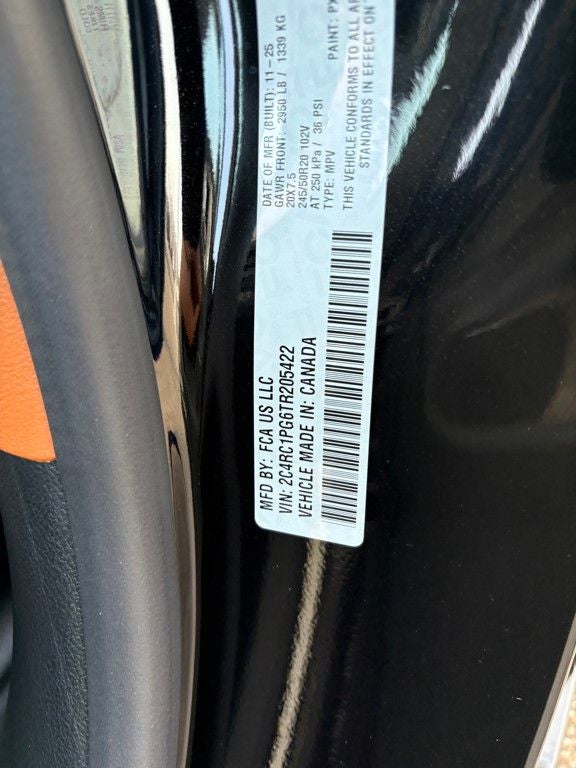 MFD BY: FCA US LLC
DATE OF MFR (BUILT): 11-25
GAWR FRONT: 2950 LB / 1339 KG
20X7.5
245/50R20 102V
AT 250 kPa / 36 PSI
TYPE: MPV
PAINT:
THIS VEHICLE CONFORMS TO ALL
STANDARDS IN EFFECT ON
VIN: 2C4RC1PG6TR205422
VEHICLE MADE IN: CANADA